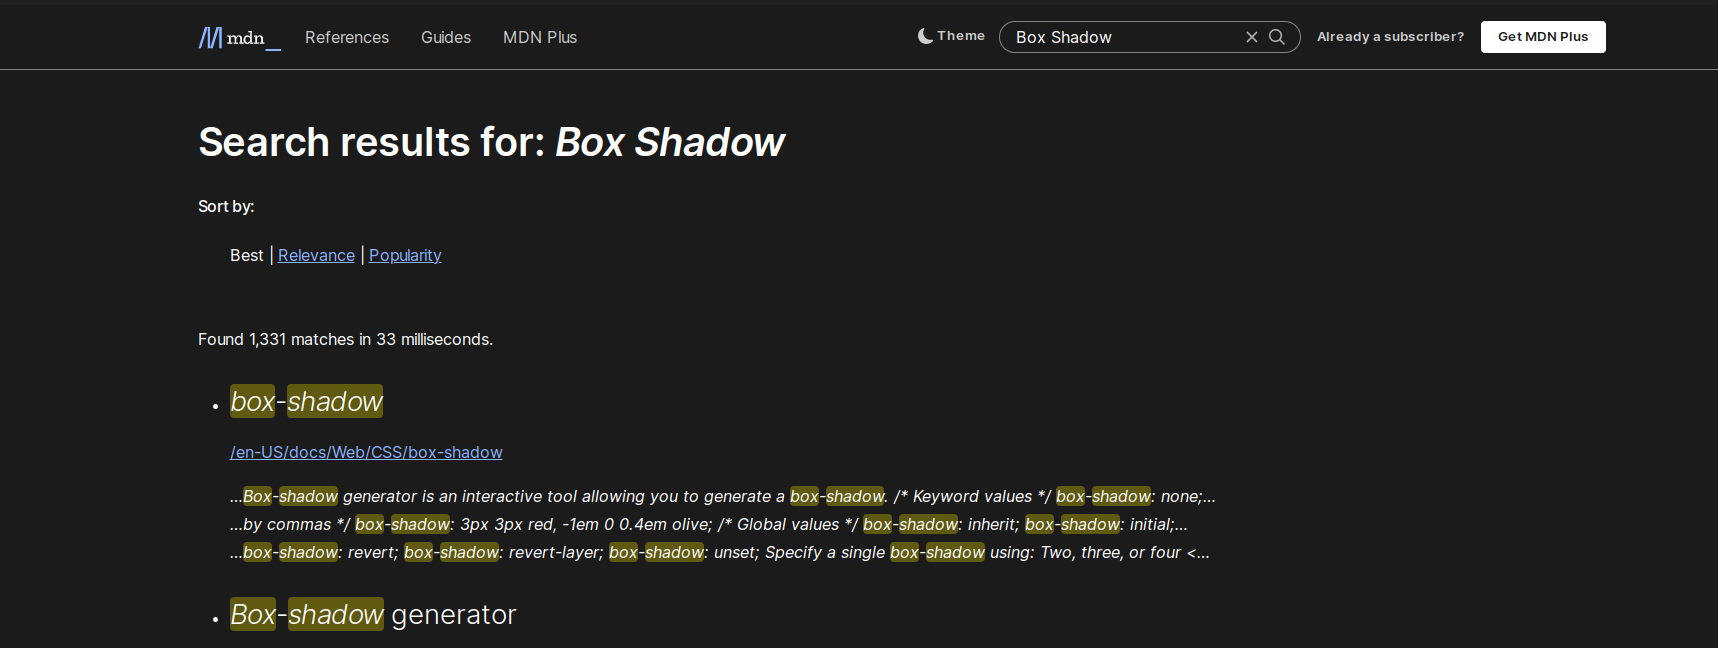 mdn_
References
Guides
MDN Plus
Theme
Box Shadow
Already a subscriber?
Get MDN Plus
Search results for: Box Shadow
Sort by:
Best | Relevance | Popularity
Found 1,331 matches in 33 milliseconds.
box-shadow
/en-US/docs/Web/CSS/box-shadow
…Box-shadow generator is an interactive tool allowing you to generate a box-shadow. /* Keyword values */ box-shadow: none;…
…by commas */ box-shadow: 3px 3px red, -1em 0 0.4em olive; /* Global values */ box-shadow: inherit; box-shadow: initial;…
…box-shadow: revert; box-shadow: revert-layer; box-shadow: unset; Specify a single box-shadow using: Two, three, or four <…
Box-shadow generator